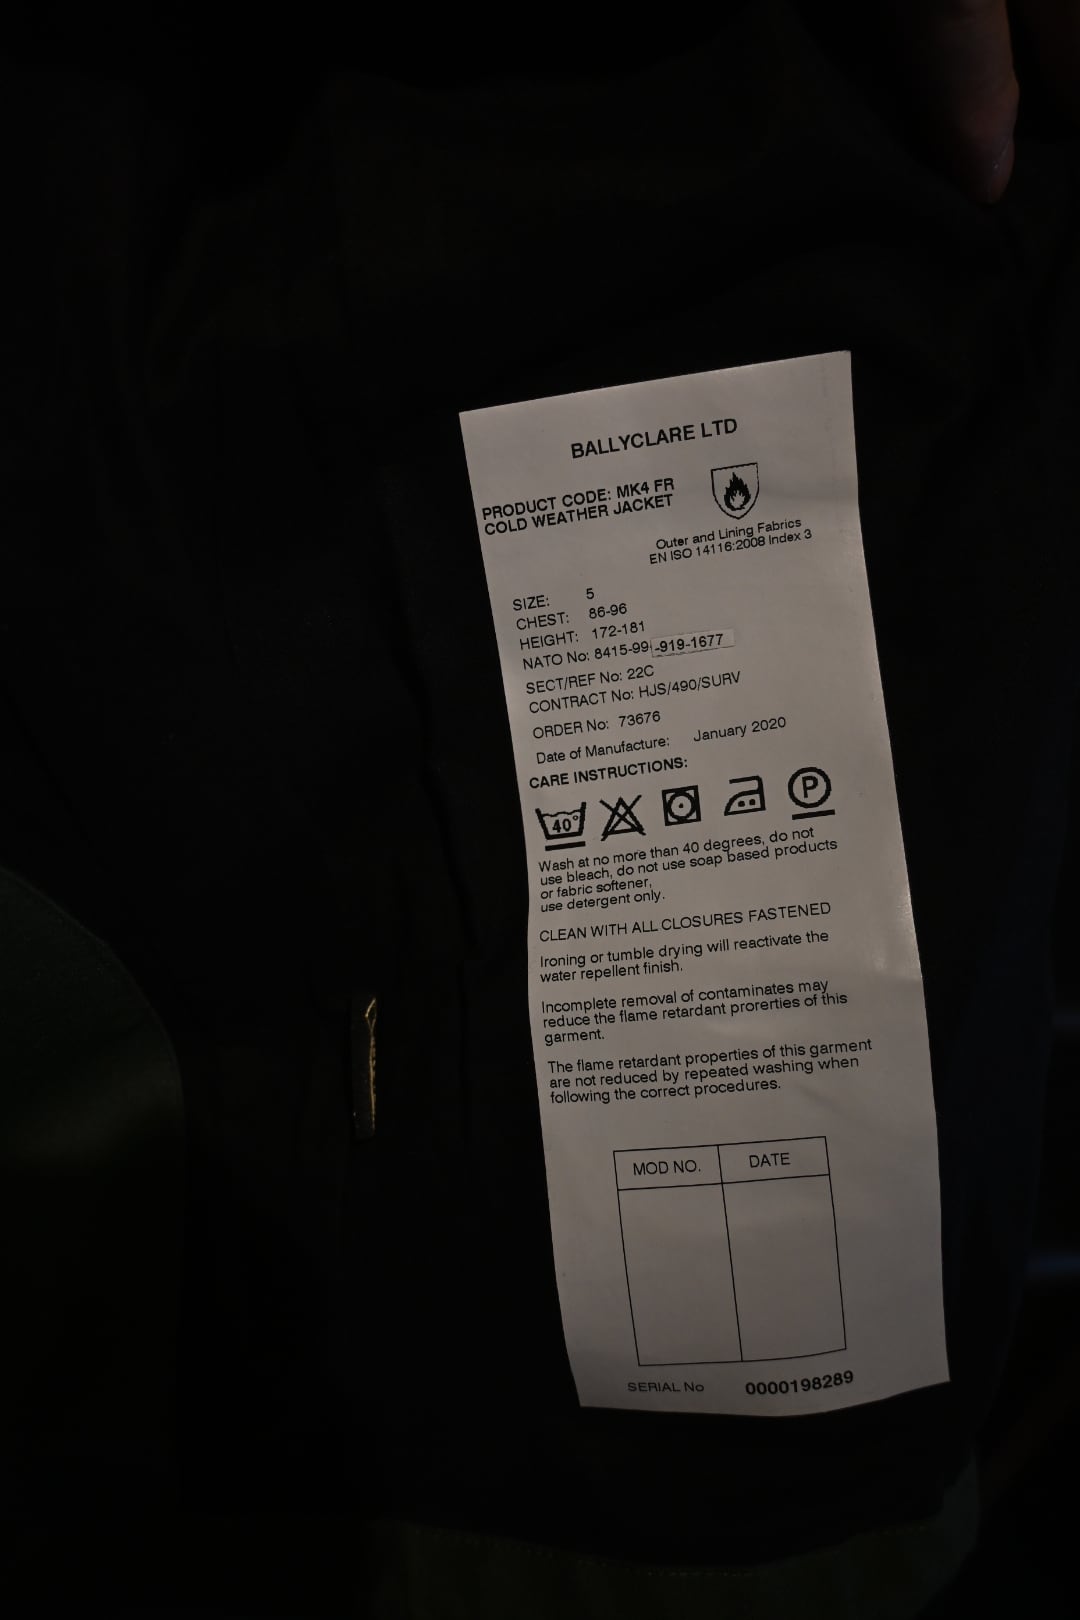 BALLYCLARE LTD
PRODUCT CODE: MK4 FR
COLD WEATHER JACKET
Outer and Lining Fabrics
EN ISO 14116:2008 Index 3
SIZE: 5
CHEST: 86-96
HEIGHT: 172-181
NATO No: 8415-99-919-1677
SECT/REF No: 22C
CONTRACT No: HJS/490/SURV
ORDER No: 73676
Date of Manufacture: January 2020
CARE INSTRUCTIONS:
40° P
Wash at no more than 40 degrees, do not
use bleach, do not use soap based products
or fabric softener,
use detergent only.
CLEAN WITH ALL CLOSURES FASTENED
Ironing or tumble drying will reactivate the
water repellent finish.
Incomplete removal of contaminates may
reduce the flame retardant prorerties of this
garment.
The flame retardant properties of this garment
are not reduced by repeated washing when
following the correct procedures.
MOD NO. DATE
SERIAL No 0000198289